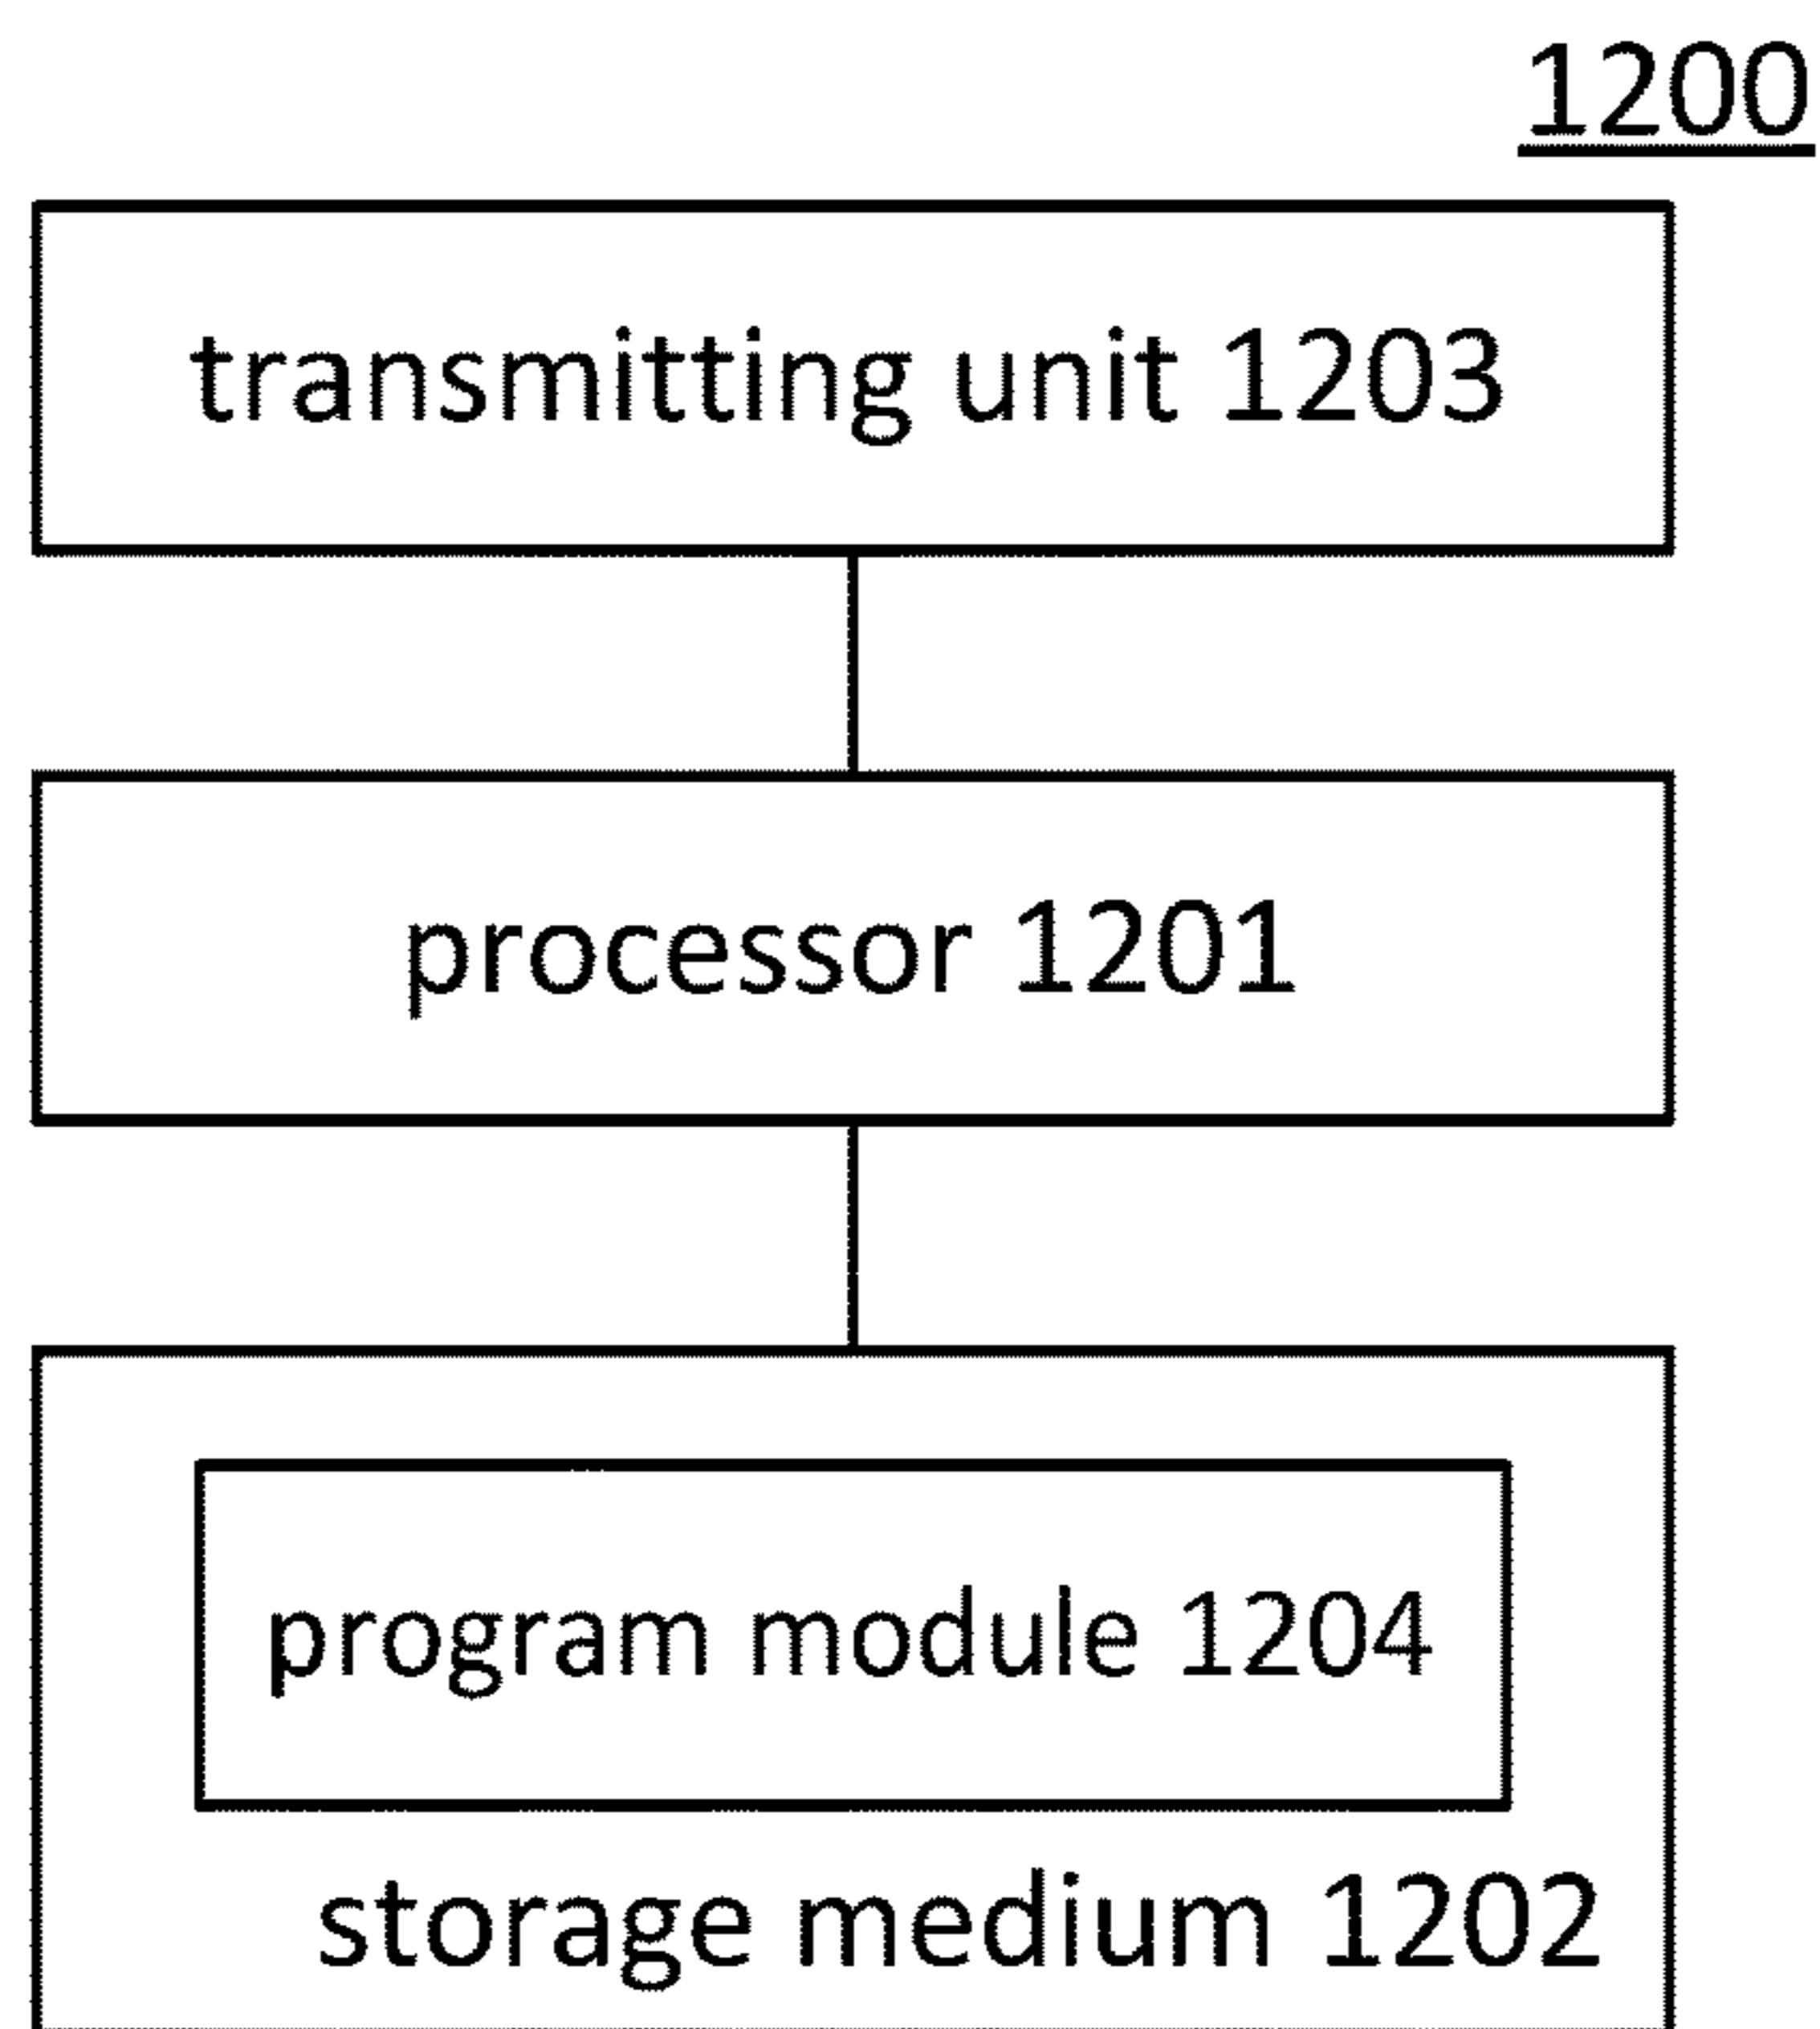 1200
transmitting unit 1203
processor 1201
program module 1204
storage medium 1202